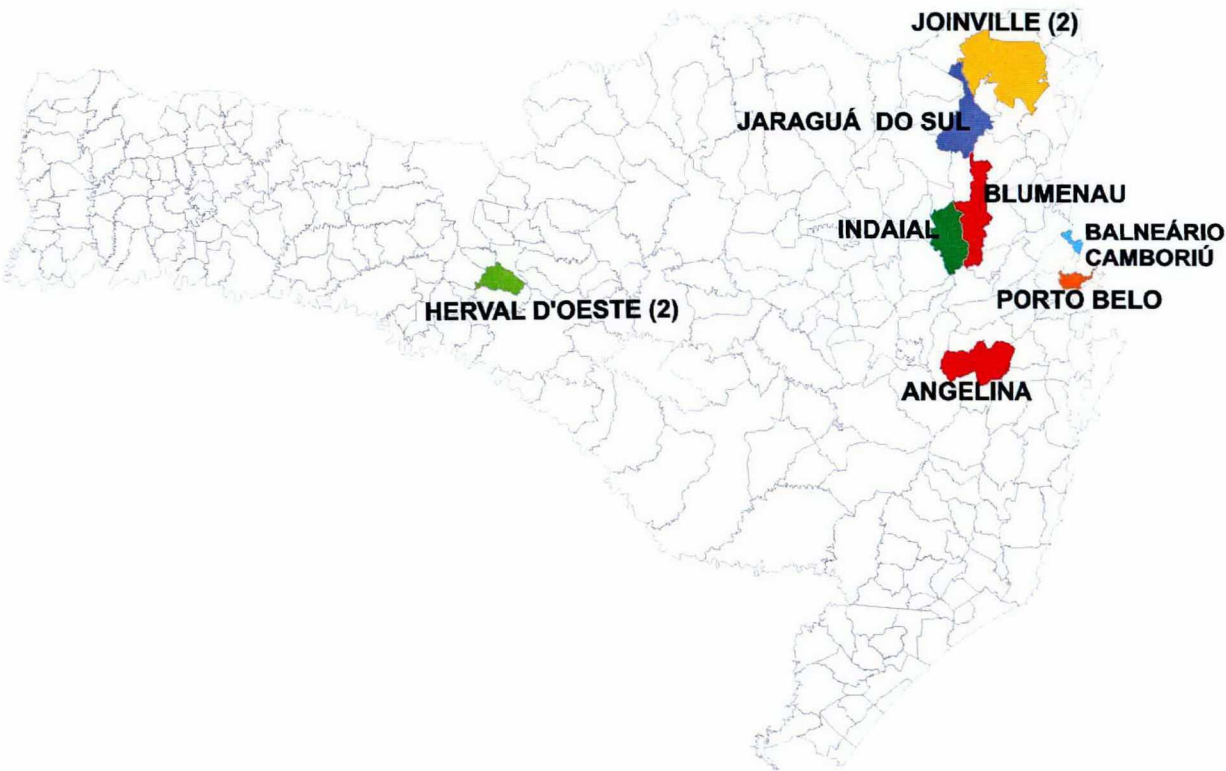 JOINVILLE (2)
JARAGUÁ DO SUL
BLUMENAU
INDAIAL
BALNEÁRIO
CAMBORIÚ
PORTO BELO
HERVAL D'OESTE (2)
ANGELINA